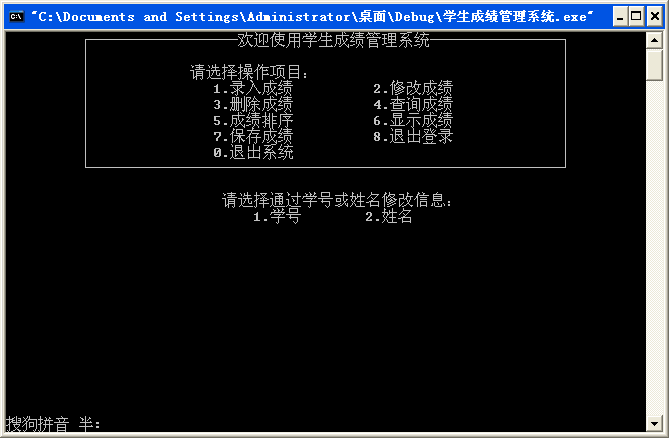 "C:\Documents and Settings\Administrator\桌面\Debug\学生成绩管理系统.exe"
欢迎使用学生成绩管理系统
请选择操作项目:
1.录入成绩 2.修改成绩
3.删除成绩 4.查询成绩
5.成绩排序 6.显示成绩
7.保存成绩 8.退出登录
0.退出系统
请选择通过学号或姓名修改信息:
1.学号 2.姓名
搜狗拼音 半: